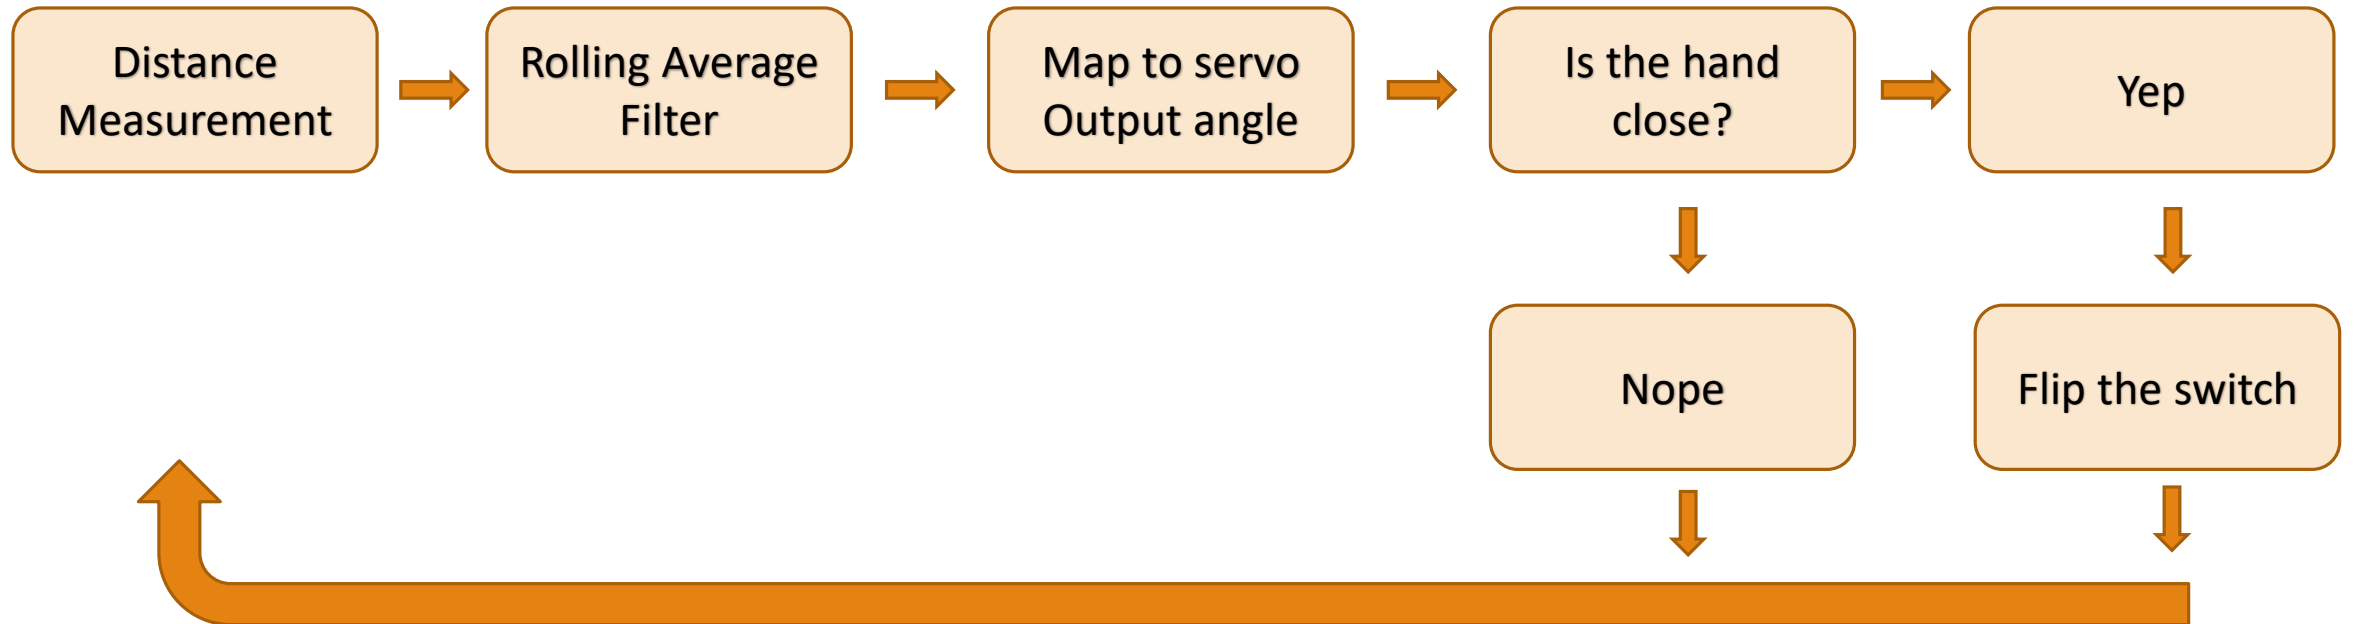 Distance
Measurement
Rolling Average
Filter
Map to servo
Output angle
Is the hand
close?
Yep
Nope
Flip the switch